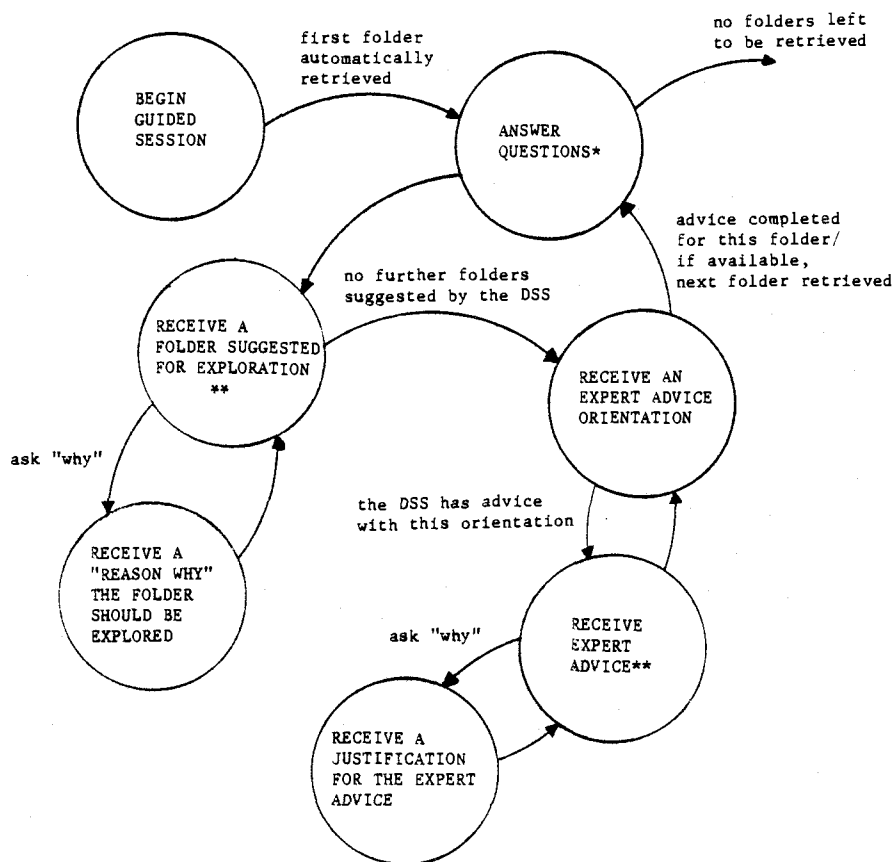 first folder
automatically
retrieved
no folders left
to be retrieved
BEGIN
GUIDED
SESSION
ANSWER
QUESTIONS*
advice completed
for this folder/
if available,
next folder retrieved
no further folders
suggested by the DSS
RECEIVE A
FOLDER SUGGESTED
FOR EXPLORATION
**
RECEIVE AN
EXPERT ADVICE
ORIENTATION
ask "why"
the DSS has advice
with this orientation
RECEIVE A
"REASON WHY"
THE FOLDER
SHOULD BE
EXPLORED
ask "why"
RECEIVE
EXPERT
ADVICE**
RECEIVE A
JUSTIFICATION
FOR THE EXPERT
ADVICE